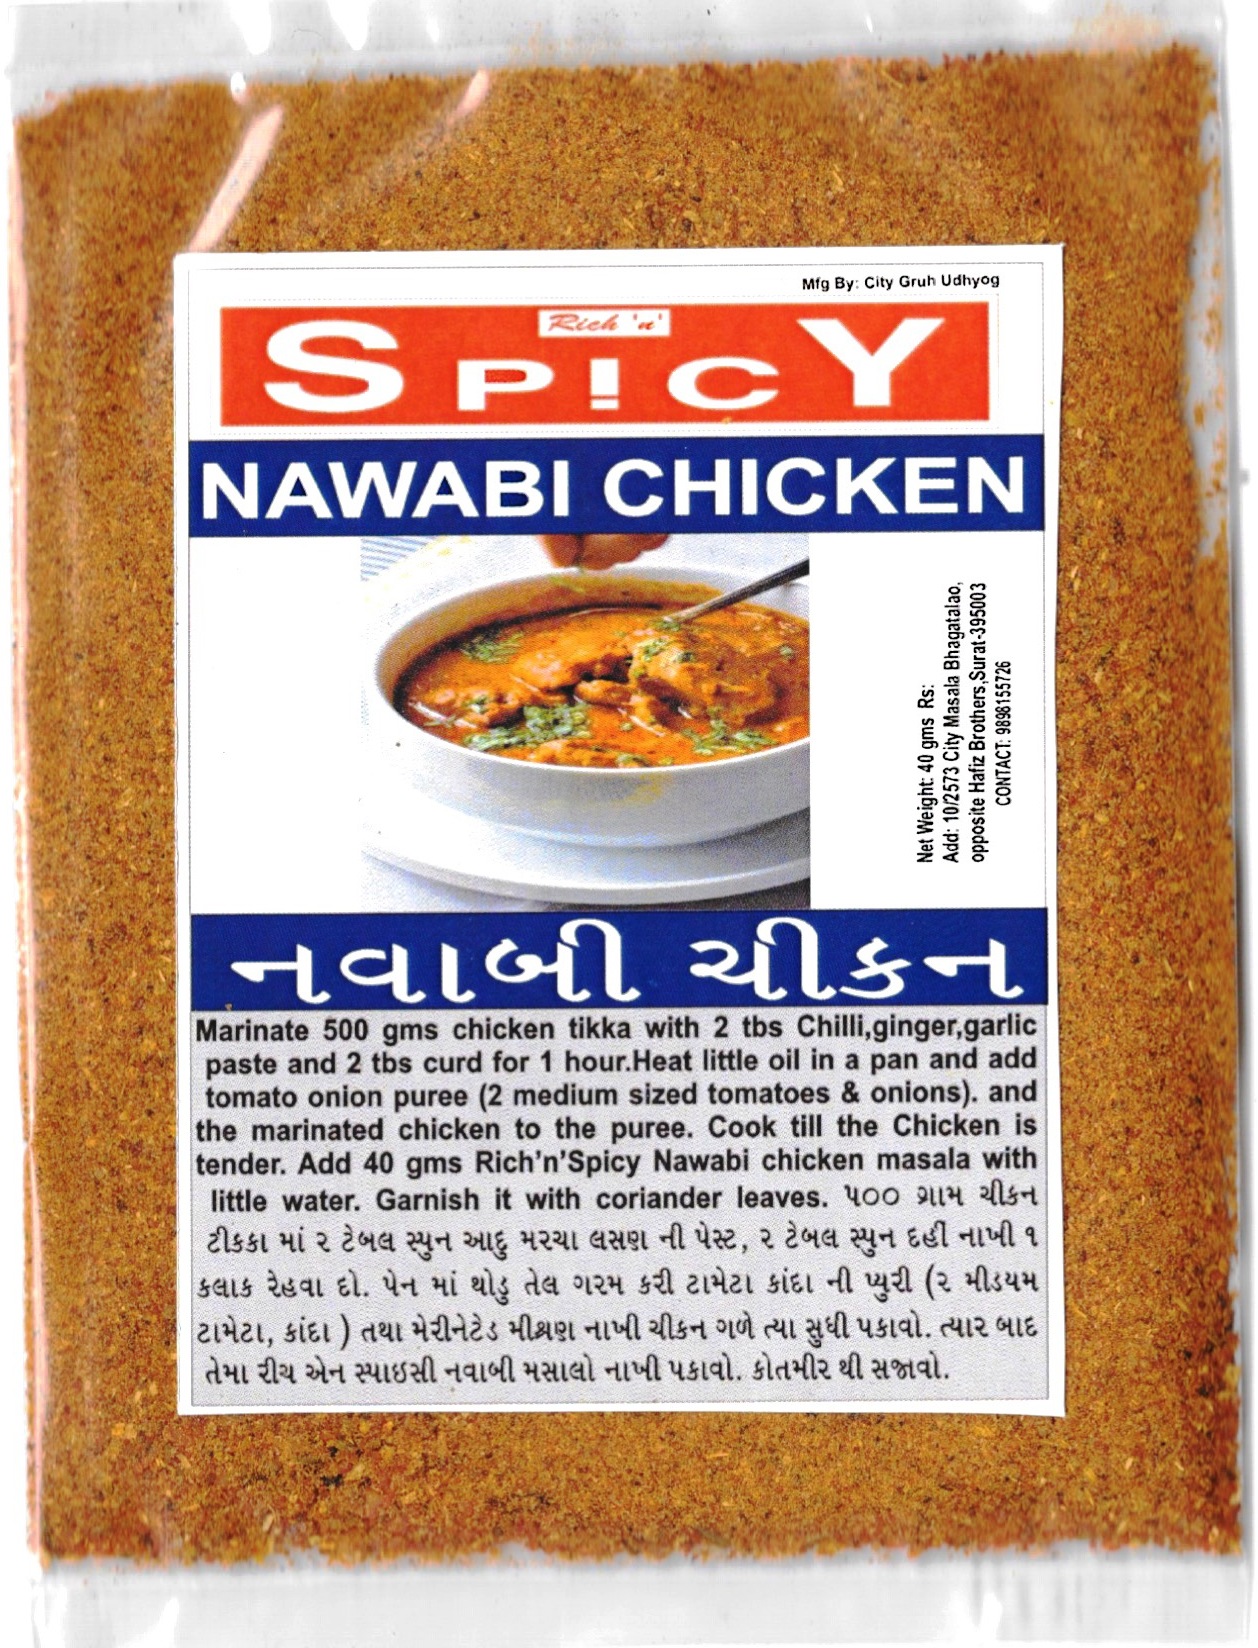 Mfg By: City Gruh Udhyog
Rich 'n'
SP!CY
NAWABI CHICKEN
Net Weight: 40 gms Rs:
Add: 10/2573 City Masala Bhagatalao,
opposite Hafiz Brothers,Surat-395003
CONTACT: 9898155726
નવાબી ચીકન
Marinate 500 gms chicken tikka with 2 tbs Chilli,ginger,garlic
paste and 2 tbs curd for 1 hour.Heat little oil in a pan and add
tomato onion puree (2 medium sized tomatoes & onions). and
the marinated chicken to the puree. Cook till the Chicken is
tender. Add 40 gms Rich'n'Spicy Nawabi chicken masala with
little water. Garnish it with coriander leaves. ૫૦૦ ગ્રામ ચીકન
ટીકકા માં ૨ ટેબલ સ્પુન આદુ મરચા લસણ ની પેસ્ટ, ૨ ટેબલ સ્પુન દહીં નાખી ૧
કલાક રેહવા દો. પેન માં થોડુ તેલ ગરમ કરી ટામેટા કાંદા ની પ્યુરી (૨ મીડયમ
ટામેટા, કાંદા ) તથા મેરીનેટેડ મીશ્રણ નાખી ચીકન ગળે ત્યા સુધી પકાવો. ત્યાર બાદ
તેમા રીચ એન સ્પાઇસી નવાબી મસાલો નાખી પકાવો. કોતમીર થી સજાવો.